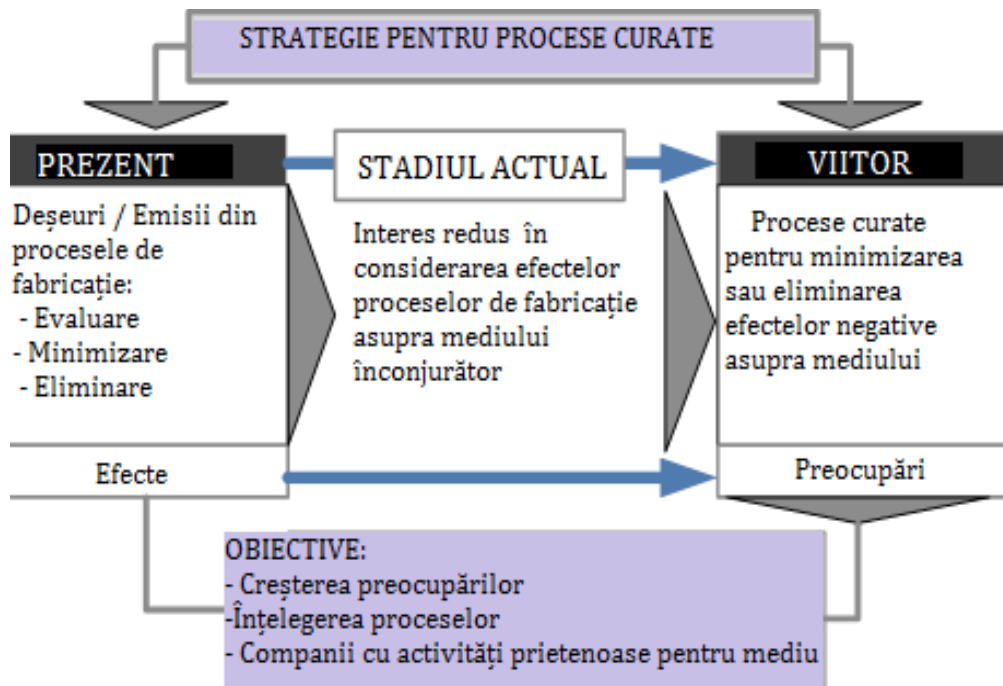 STRATEGIE PENTRU PROCESE CURATE
PREZENT
Deșeuri / Emisii din
procesele de
fabricație:
- Evaluare
- Minimizare
- Eliminare
Efecte
STADIUL ACTUAL
Interes redus în
considerarea efectelor
proceselor de fabricație
asupra mediului
înconjurător
VIITOR
Procese curate
pentru minimizarea
sau eliminarea
efectelor negative
asupra mediului
Preocupări
OBIECTIVE:
- Creșterea preocupărilor
-Înțelegerea proceselor
- Companii cu activități prietenoase pentru mediu